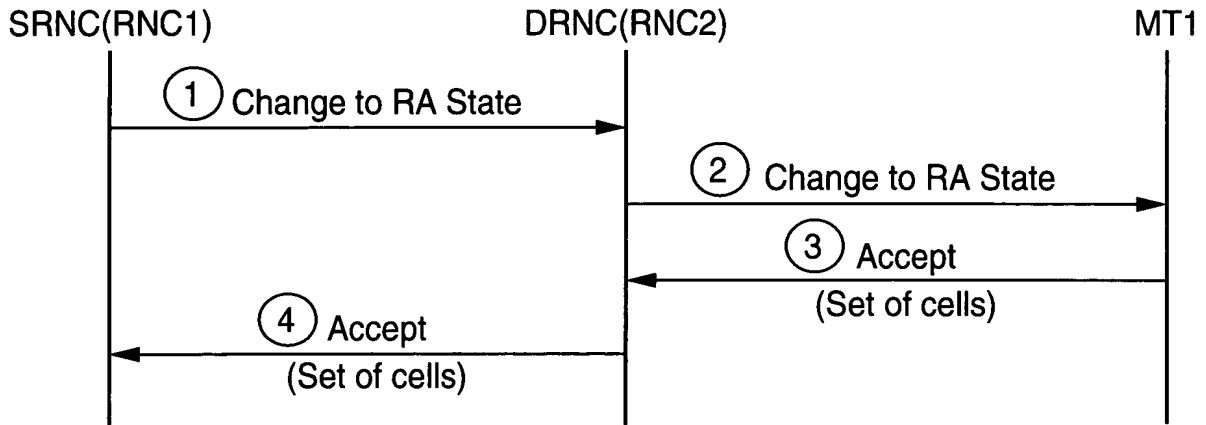 SRNC(RNC1) DRNC(RNC2) MT1
1 Change to RA State
2 Change to RA State
3 Accept
(Set of cells)
4 Accept
(Set of cells)